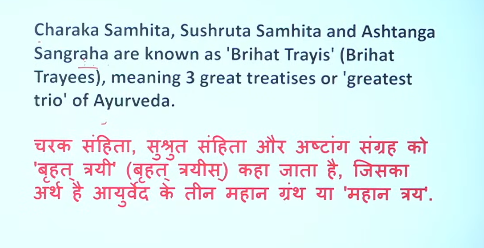 Charaka Samhita, Sushruta Samhita and Ashtanga
Sangraha are known as 'Brihat Trayis' (Brihat
Trayees), meaning 3 great treatises or 'greatest
trio' of Ayurveda.
चरक संहिता, सुश्रुत संहिता और अष्टांग संग्रह को
'बृहत् त्रयी' (बृहत् त्रयीस्) कहा जाता है, जिसका
अर्थ है आयुर्वेद के तीन महान ग्रंथ या 'महान त्रय'.